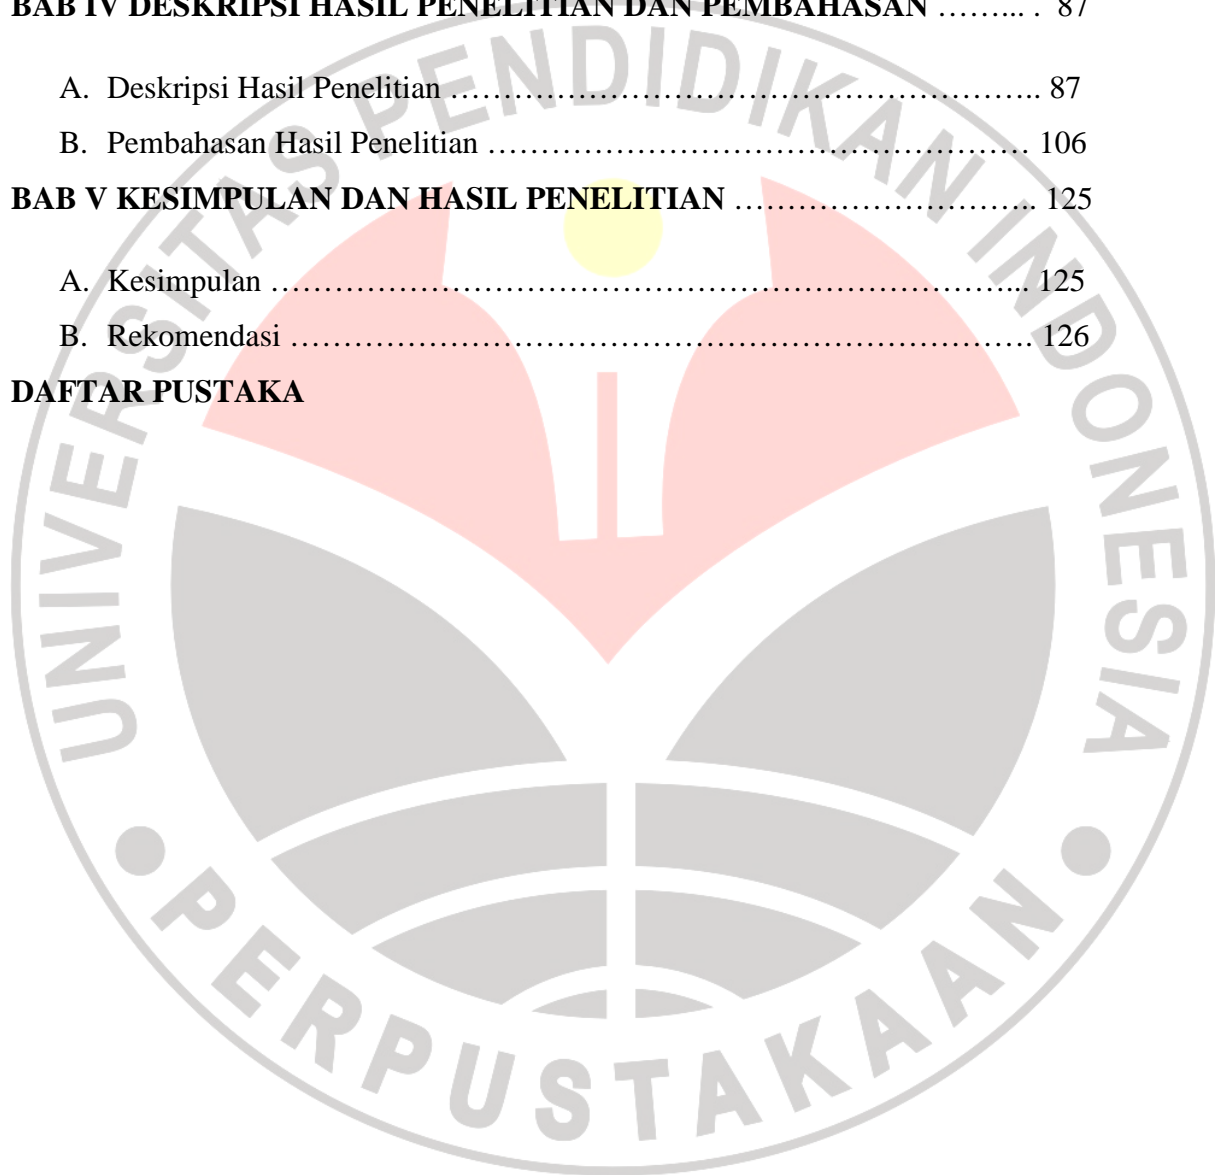 BAB IV DESKRIPSI HASIL PENELITIAN DAN PEMBAHASAN ……... . 87
A. Deskripsi Hasil Penelitian ……………………………………………….. 87
B. Pembahasan Hasil Penelitian …………………………………………… 106
BAB V KESIMPULAN DAN HASIL PENELITIAN ……………………….. 125
A. Kesimpulan ……………………………………………………………... 125
B. Rekomendasi ……………………………………………………………. 126
DAFTAR PUSTAKA
UNIVERSITAS PENDIDIKAN INDONESIA
PERPUSTAKAAN